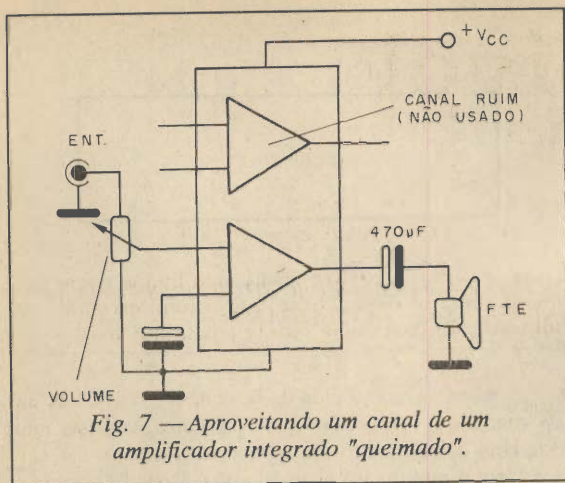 + VCC
CANAL RUIM
(NÃO USADO)
ENT.
470µF
FTE
VOLUME
Fig. 7 — Aproveitando um canal de um
amplificador integrado "queimado".